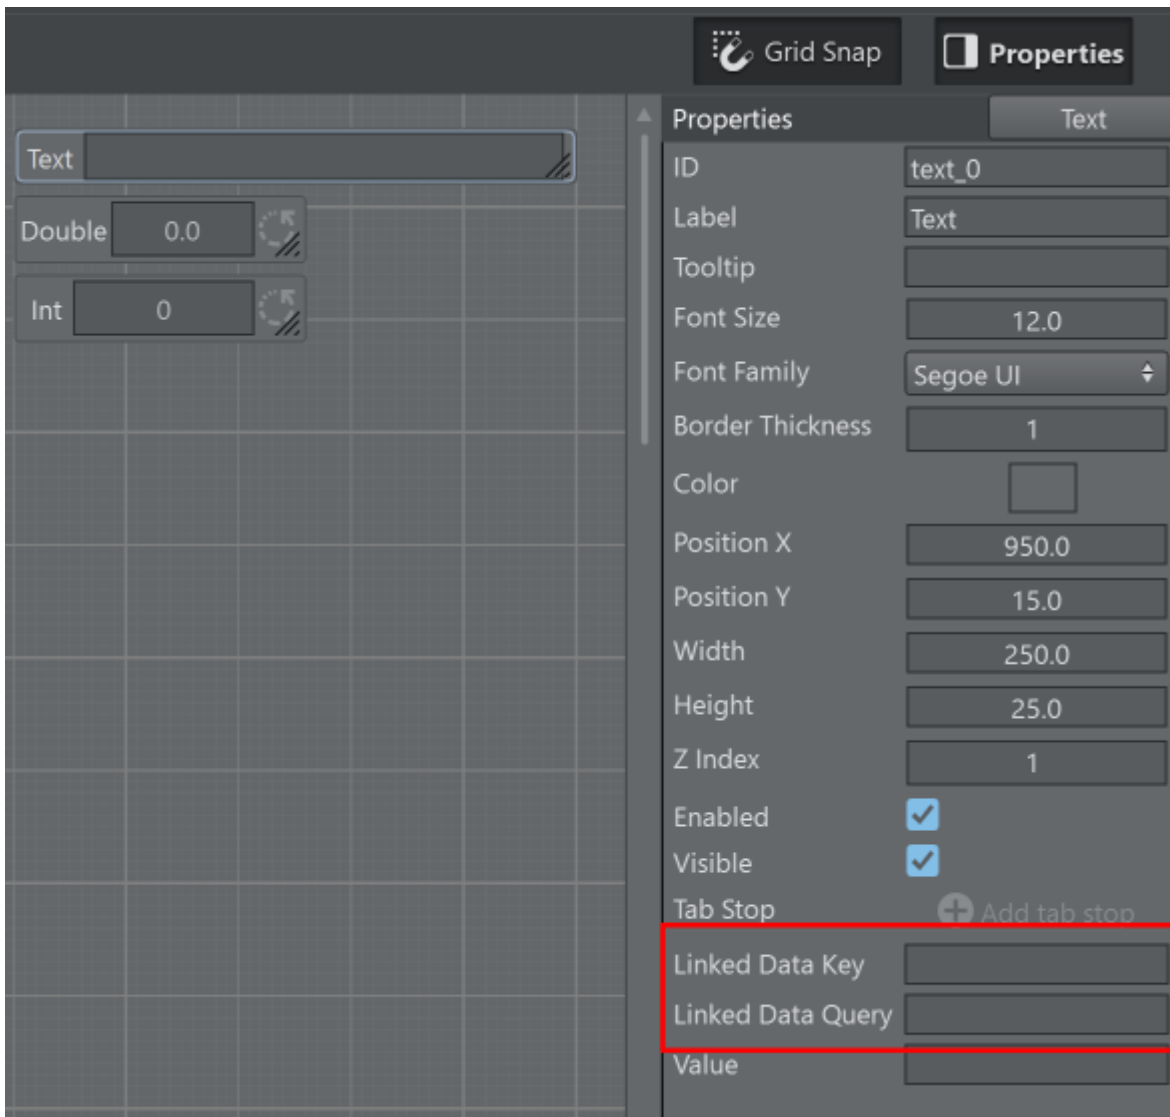 Grid Snap
Properties
Text
Double 0.0
Int 0
Properties Text
ID text_0
Label Text
Tooltip
Font Size 12.0
Font Family Segoe UI
Border Thickness 1
Color
Position X 950.0
Position Y 15.0
Width 250.0
Height 25.0
Z Index 1
Enabled
Visible
Tab Stop Add tab stop
Linked Data Key
Linked Data Query
Value